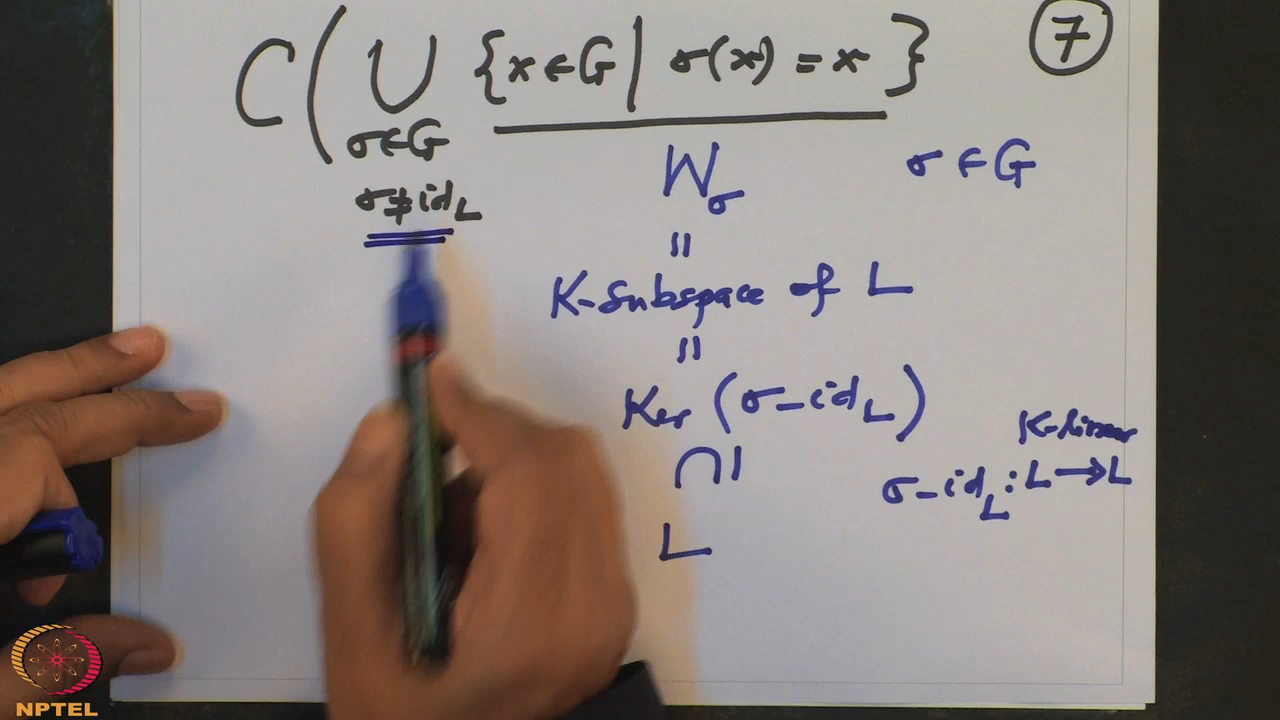 C(∪ {x∈G| σ(x) = x}
⑦
σ∈G
σ≠id_L
W_σ
σ∈G
=
K-Subspace of L
=
Ker (σ-id_L)
K-linear
∩|
σ-id_L: L → L
L
NPTEL